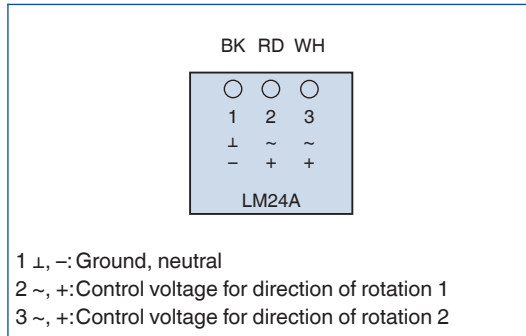 BK RD WH
1 2 3
⊥ ~ ~
– + +
LM24A
1 ⊥, –: Ground, neutral
2 ~, +: Control voltage for direction of rotation 1
3 ~, +: Control voltage for direction of rotation 2